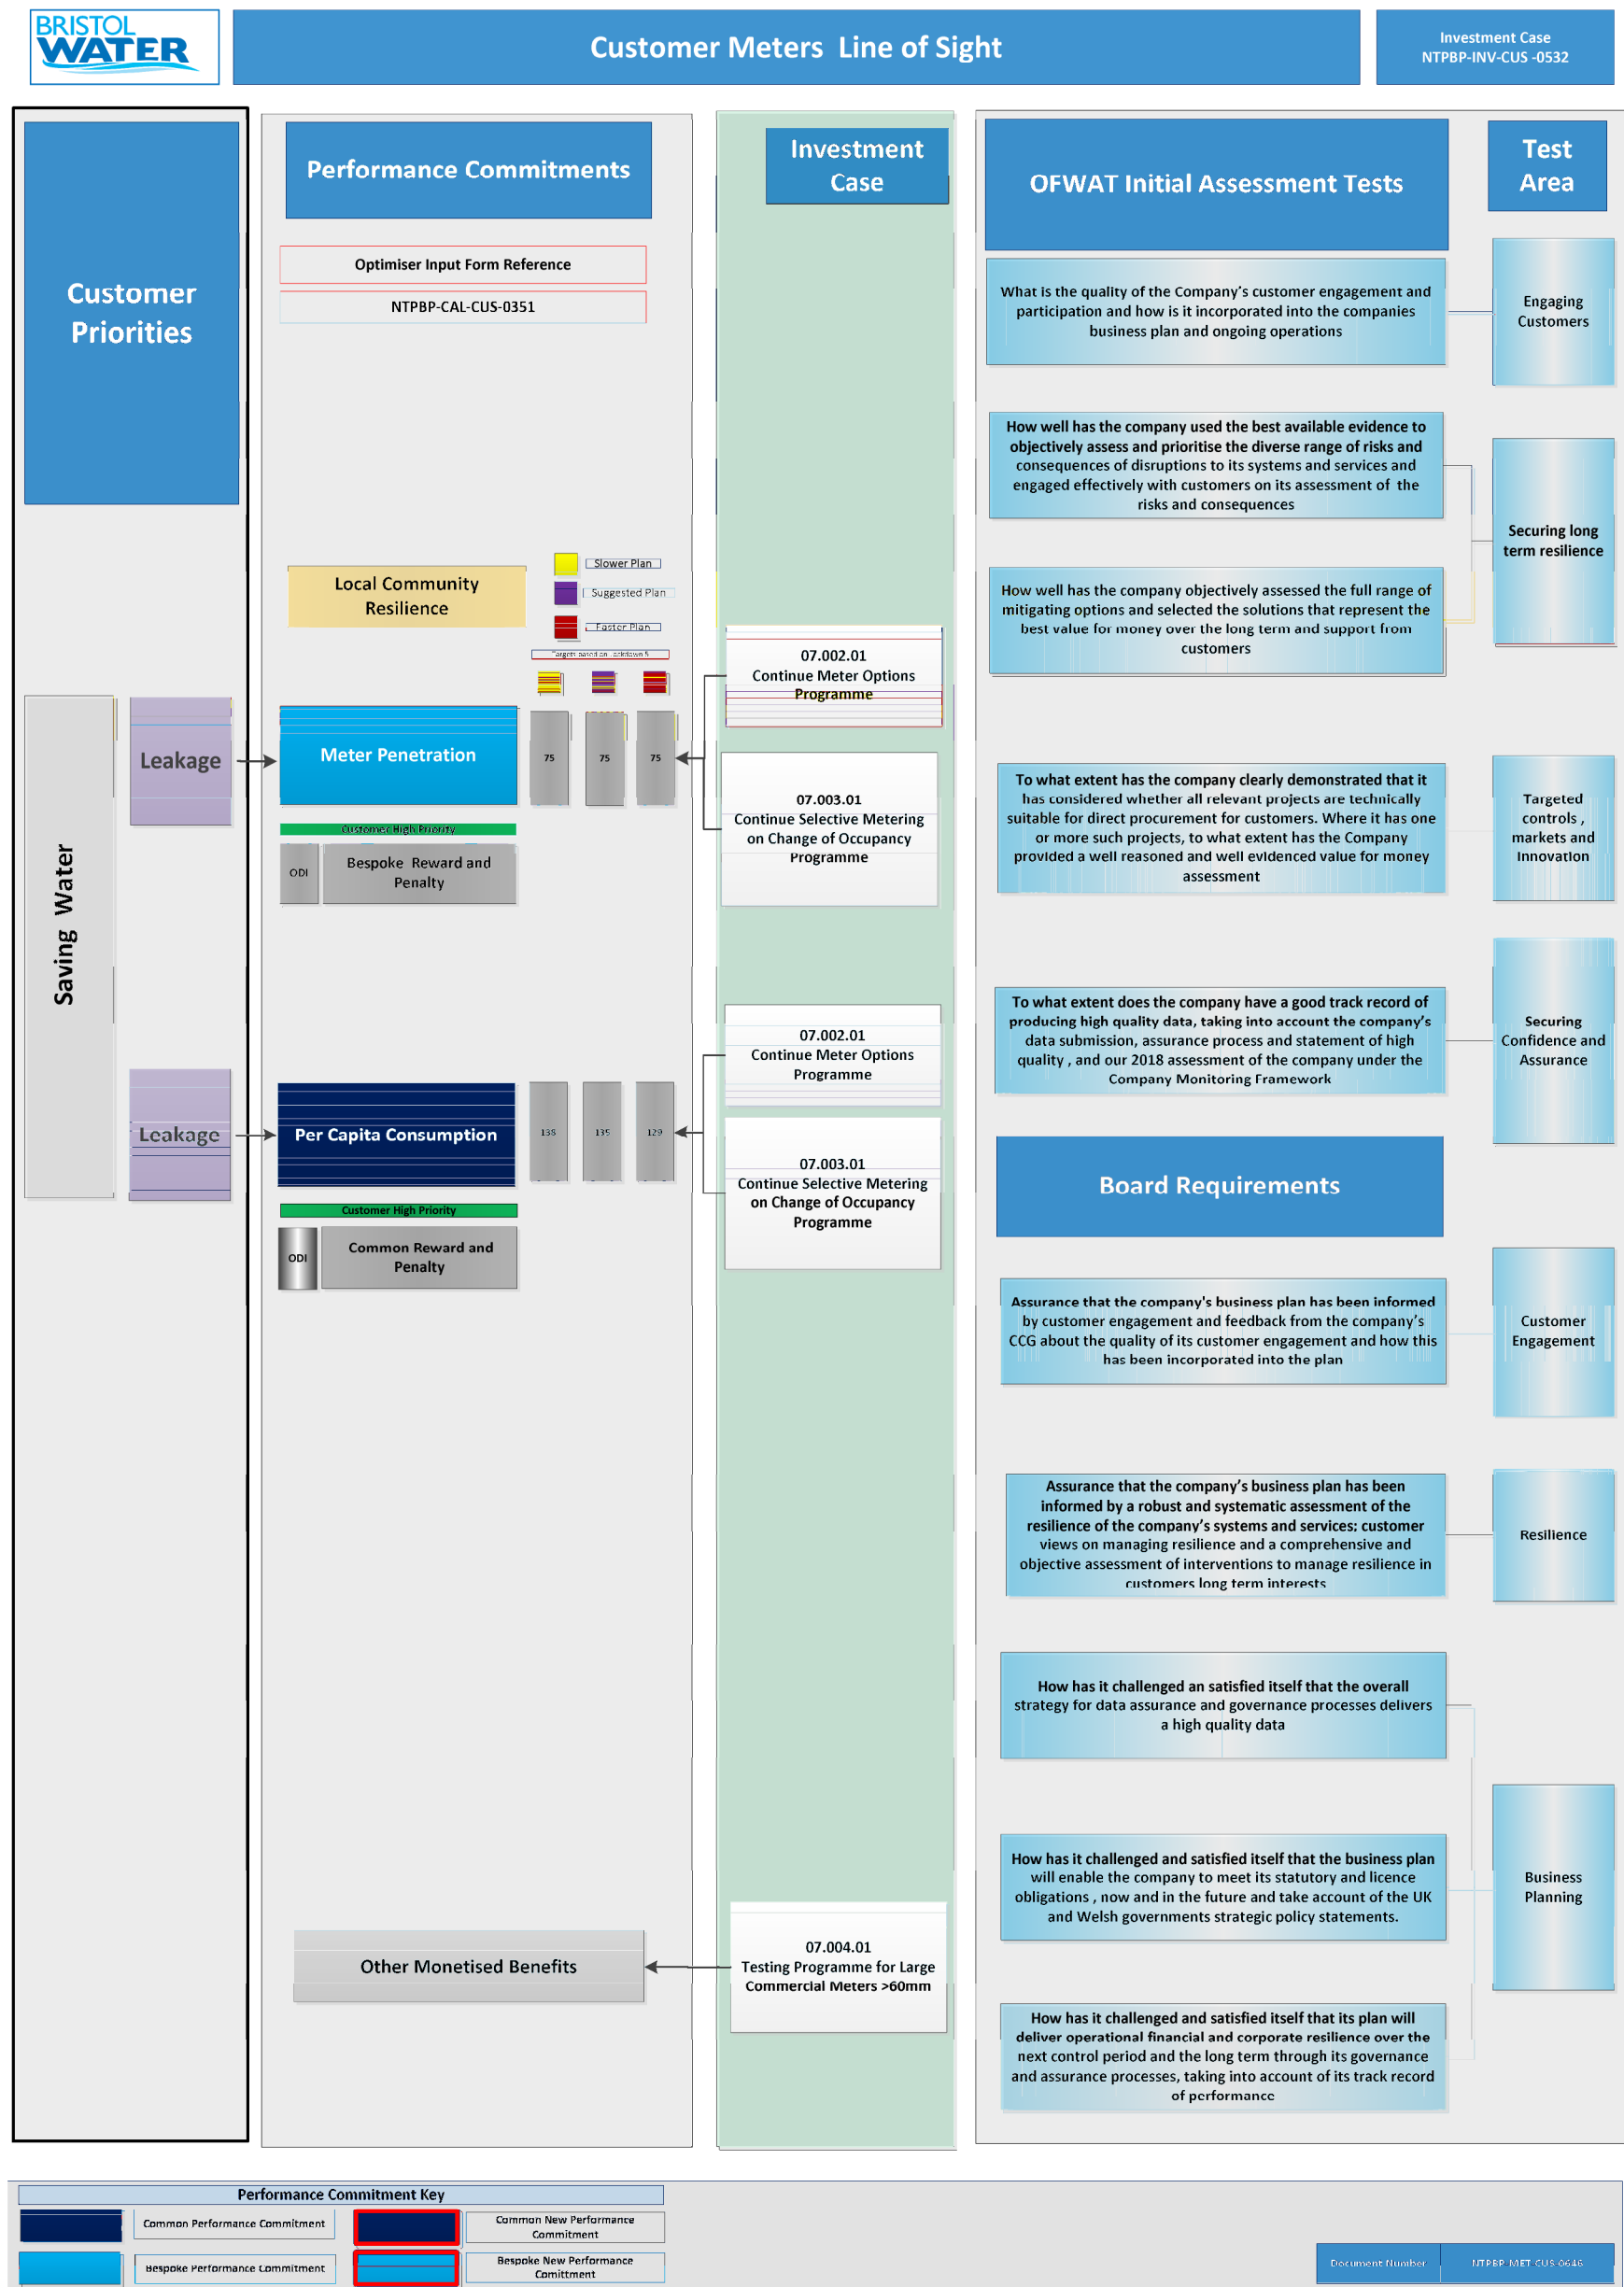 BRISTOL
WATER
Customer Meters Line of Sight
Investment Case
NTPBP-INV-CUS -0532
Customer
Priorities
Saving Water
Leakage
Leakage
Performance Commitments
Optimiser Input Form Reference
NTPBP-CAL-CUS-0351
Local Community
Resilience
Slower Plan
Suggested Plan
Faster Plan
Targets based on Lockdown 5
Meter Penetration
75
75
75
Customer High Priority
ODI
Bespoke Reward and
Penalty
Per Capita Consumption
138
135
129
Customer High Priority
ODI
Common Reward and
Penalty
Other Monetised Benefits
Investment
Case
07.002.01
Continue Meter Options
Programme
07.003.01
Continue Selective Metering
on Change of Occupancy
Programme
07.002.01
Continue Meter Options
Programme
07.003.01
Continue Selective Metering
on Change of Occupancy
Programme
07.004.01
Testing Programme for Large
Commercial Meters >60mm
OFWAT Initial Assessment Tests
Test
Area
What is the quality of the Company's customer engagement and
participation and how is it incorporated into the companies
business plan and ongoing operations
Engaging
Customers
How well has the company used the best available evidence to
objectively assess and prioritise the diverse range of risks and
consequences of disruptions to its systems and services and
engaged effectively with customers on its assessment of the
risks and consequences
How well has the company objectively assessed the full range of
mitigating options and selected the solutions that represent the
best value for money over the long term and support from
customers
Securing long
term resilience
To what extent has the company clearly demonstrated that it
has considered whether all relevant projects are technically
suitable for direct procurement for customers. Where it has one
or more such projects, to what extent has the Company
provided a well reasoned and well evidenced value for money
assessment
Targeted
controls ,
markets and
Innovation
To what extent does the company have a good track record of
producing high quality data, taking into account the company's
data submission, assurance process and statement of high
quality , and our 2018 assessment of the company under the
Company Monitoring Framework
Securing
Confidence and
Assurance
Board Requirements
Assurance that the company's business plan has been informed
by customer engagement and feedback from the company's
CCG about the quality of its customer engagement and how this
has been incorporated into the plan
Customer
Engagement
Assurance that the company's business plan has been
informed by a robust and systematic assessment of the
resilience of the company's systems and services; customer
views on managing resilience and a comprehensive and
objective assessment of interventions to manage resilience in
customers long term interests
Resilience
How has it challenged an satisfied itself that the overall
strategy for data assurance and governance processes delivers
a high quality data
How has it challenged and satisfied itself that the business plan
will enable the company to meet its statutory and licence
obligations , now and in the future and take account of the UK
and Welsh governments strategic policy statements.
How has it challenged and satisfied itself that its plan will
deliver operational financial and corporate resilience over the
next control period and the long term through its governance
and assurance processes, taking into account of its track record
of performance
Business
Planning
Performance Commitment Key
Common Performance Commitment
Common New Performance
Commitment
Bespoke Performance Commitment
Bespoke New Performance
Comittment
Document Number
NTPBP-MET-CUS-0646